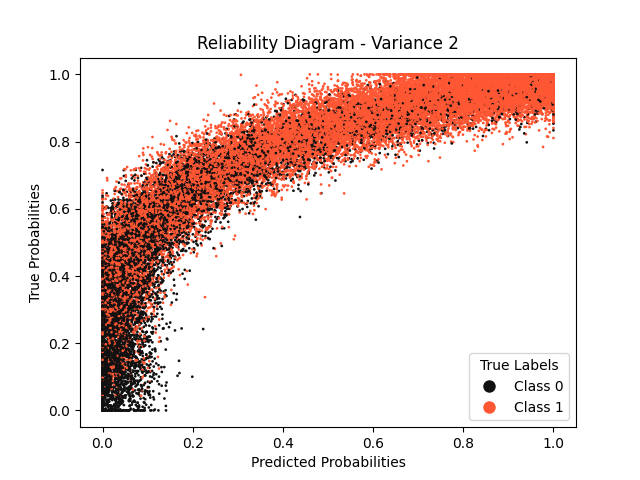 Reliability Diagram - Variance 2
True Probabilities
1.0
0.8
0.6
0.4
0.2
0.0
0.0 0.2 0.4 0.6 0.8 1.0
Predicted Probabilities
True Labels
Class 0
Class 1